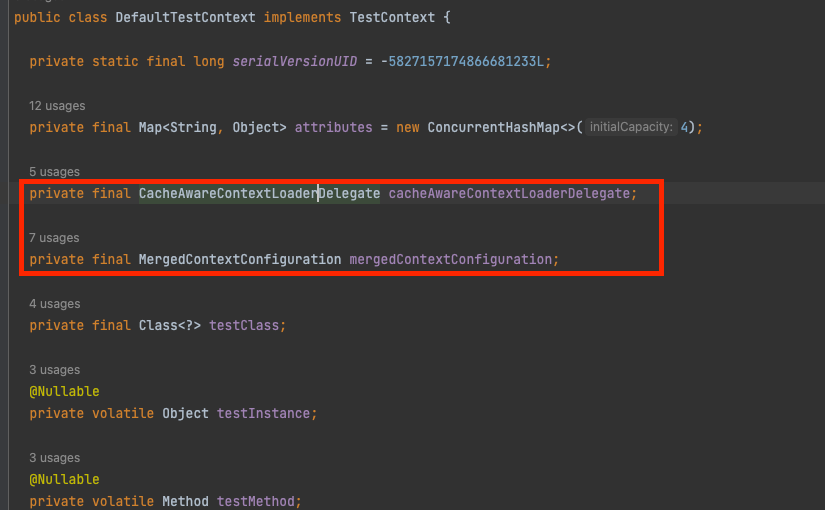 public class DefaultTestContext implements TestContext {
private static final long serialVersionUID = -5827157174866681233L;
12 usages
private final Map<String, Object> attributes = new ConcurrentHashMap<>( initialCapacity: 4);
5 usages
private final CacheAwareContextLoaderDelegate cacheAwareContextLoaderDelegate;
7 usages
private final MergedContextConfiguration mergedContextConfiguration;
4 usages
private final Class<?> testClass;
3 usages
@Nullable
private volatile Object testInstance;
3 usages
@Nullable
private volatile Method testMethod;